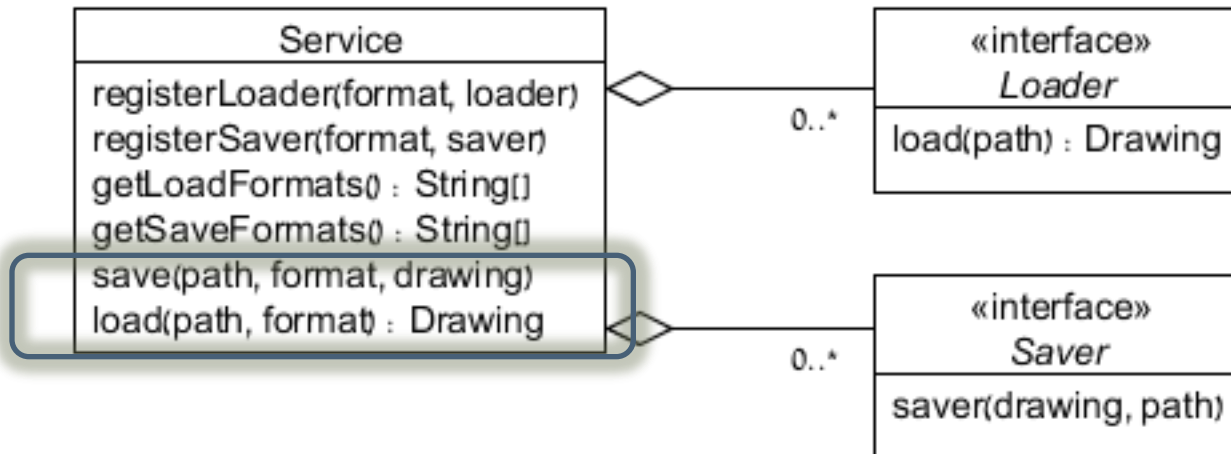 Service
registerLoader(format, loader)
registerSaver(format, saver)
getLoadFormats() : String[]
getSaveFormats() : String[]
save(path, format, drawing)
load(path, format) : Drawing
0..*
«interface»
Loader
load(path) : Drawing
0..*
«interface»
Saver
saver(drawing, path)